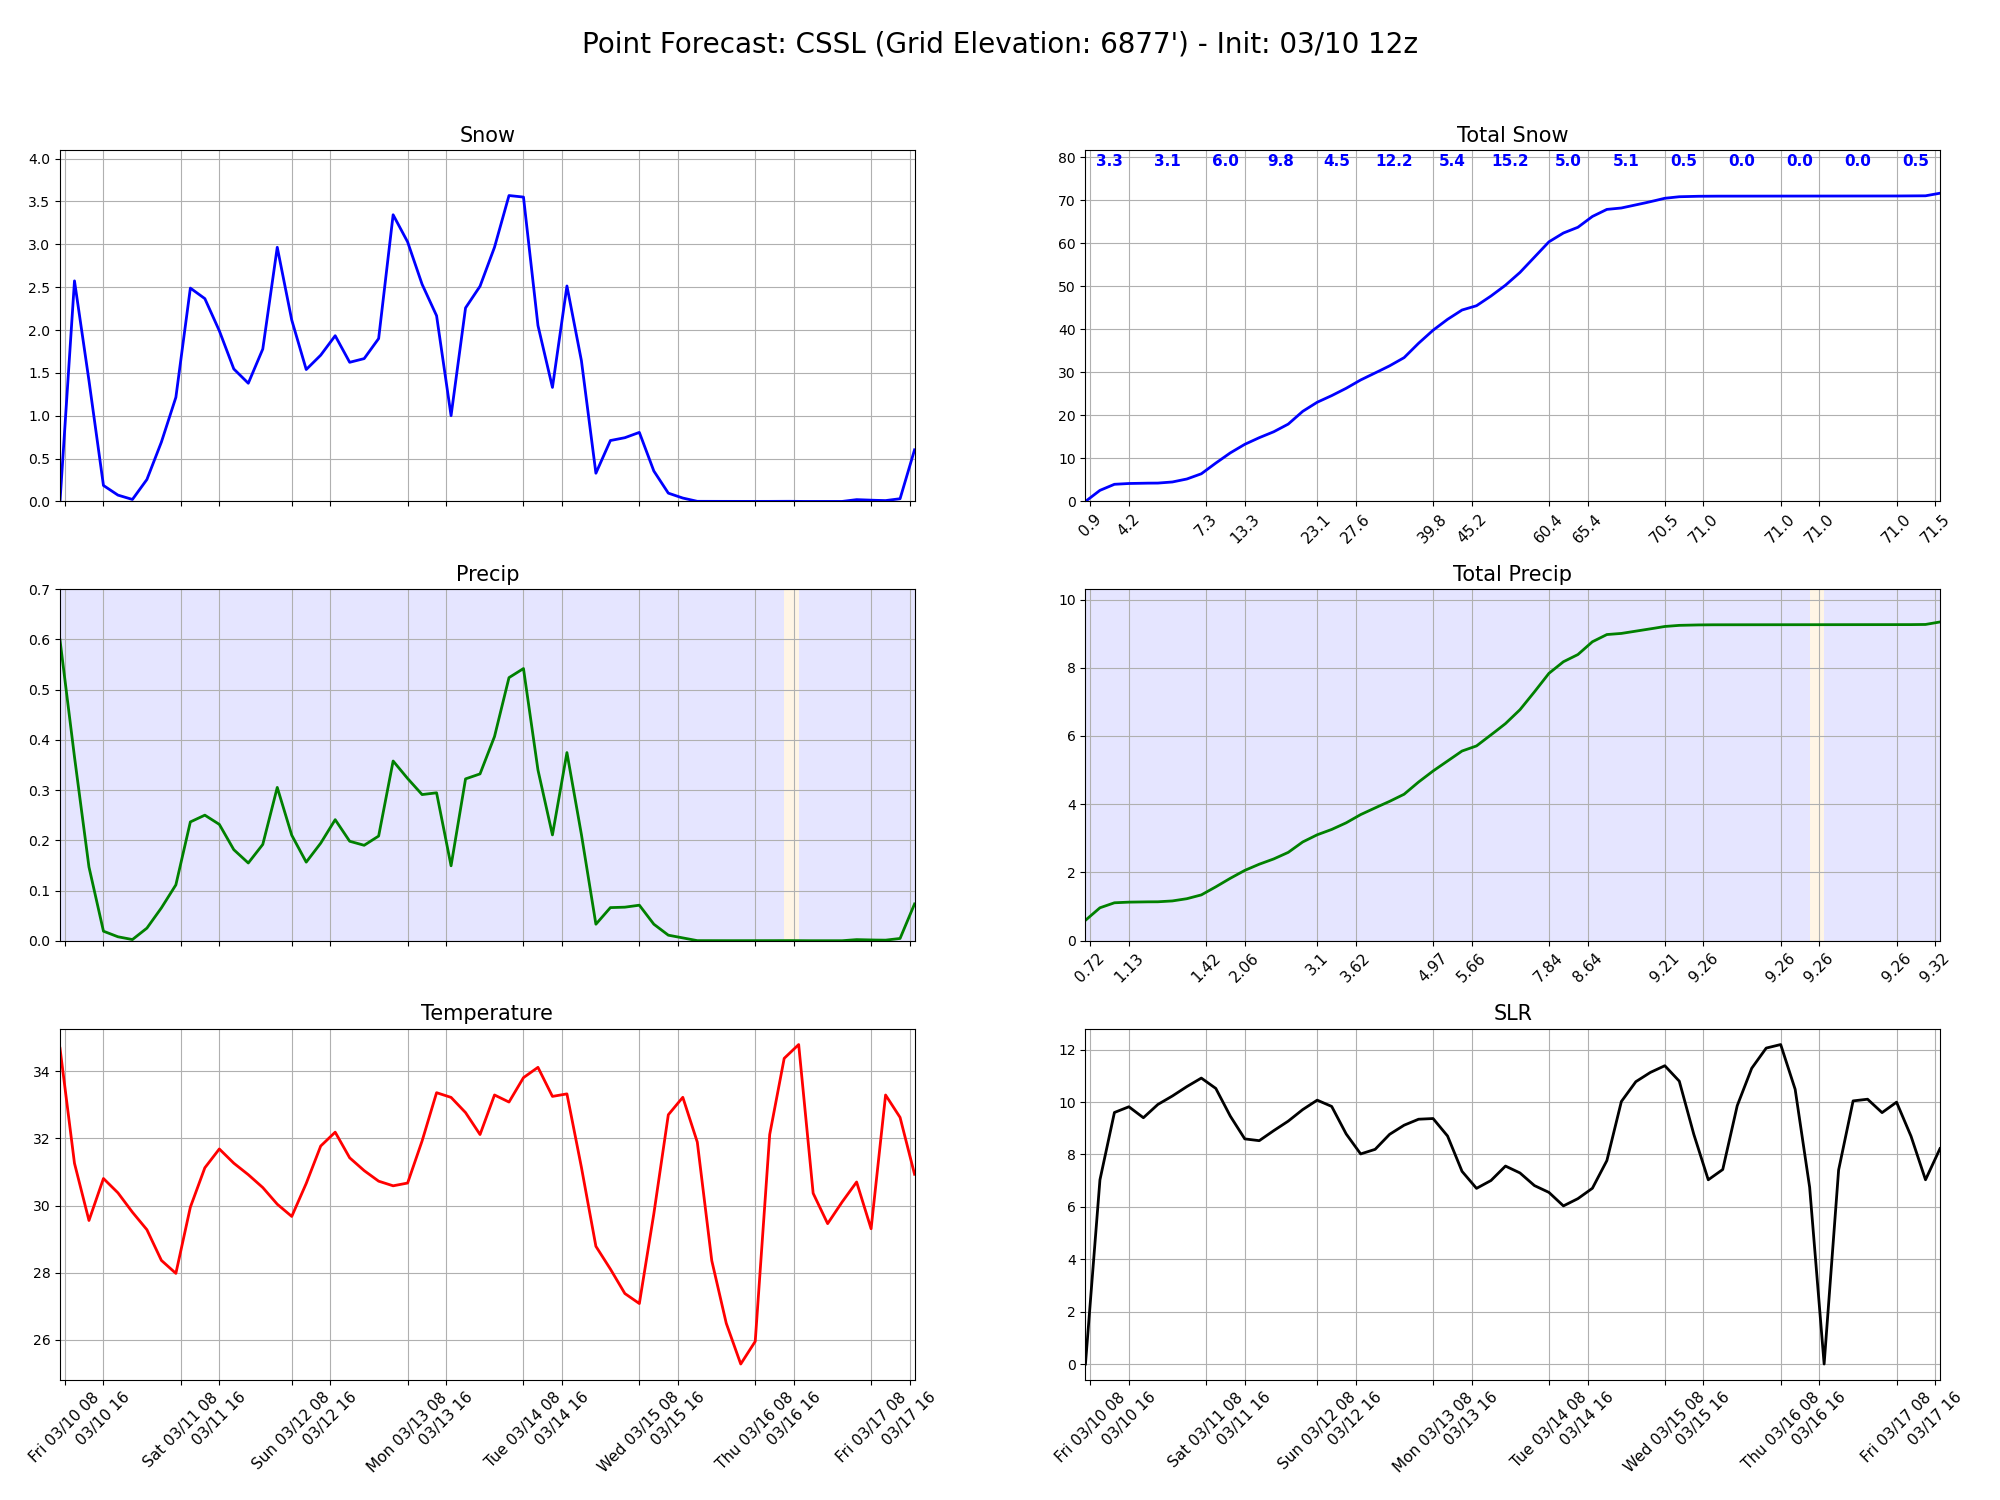 Point Forecast: CSSL (Grid Elevation: 6877') - Init: 03/10 12z
Snow
4.0
3.5
3.0
2.5
2.0
1.5
1.0
0.5
0.0
Total Snow
3.3 3.1 6.0 9.8 4.5 12.2 5.4 15.2 5.0 5.1 0.5 0.0 0.0 0.0 0.5
80
70
60
50
40
30
20
10
0
0.9 4.2 7.3 13.3 23.1 27.6 39.8 45.2 60.4 65.4 70.5 71.0 71.0 71.0 71.0 71.5
Precip
0.7
0.6
0.5
0.4
0.3
0.2
0.1
0.0
Total Precip
10
8
6
4
2
0
0.72 1.13 1.42 2.06 3.1 3.62 4.97 5.66 7.84 8.64 9.21 9.26 9.26 9.26 9.26 9.32
Temperature
34
32
30
28
26
Fri 03/10 08
03/10 16
Sat 03/11 08
03/11 16
Sun 03/12 08
03/12 16
Mon 03/13 08
03/13 16
Tue 03/14 08
03/14 16
Wed 03/15 08
03/15 16
Thu 03/16 08
03/16 16
Fri 03/17 08
03/17 16
SLR
12
10
8
6
4
2
0
Fri 03/10 08
03/10 16
Sat 03/11 08
03/11 16
Sun 03/12 08
03/12 16
Mon 03/13 08
03/13 16
Tue 03/14 08
03/14 16
Wed 03/15 08
03/15 16
Thu 03/16 08
03/16 16
Fri 03/17 08
03/17 16